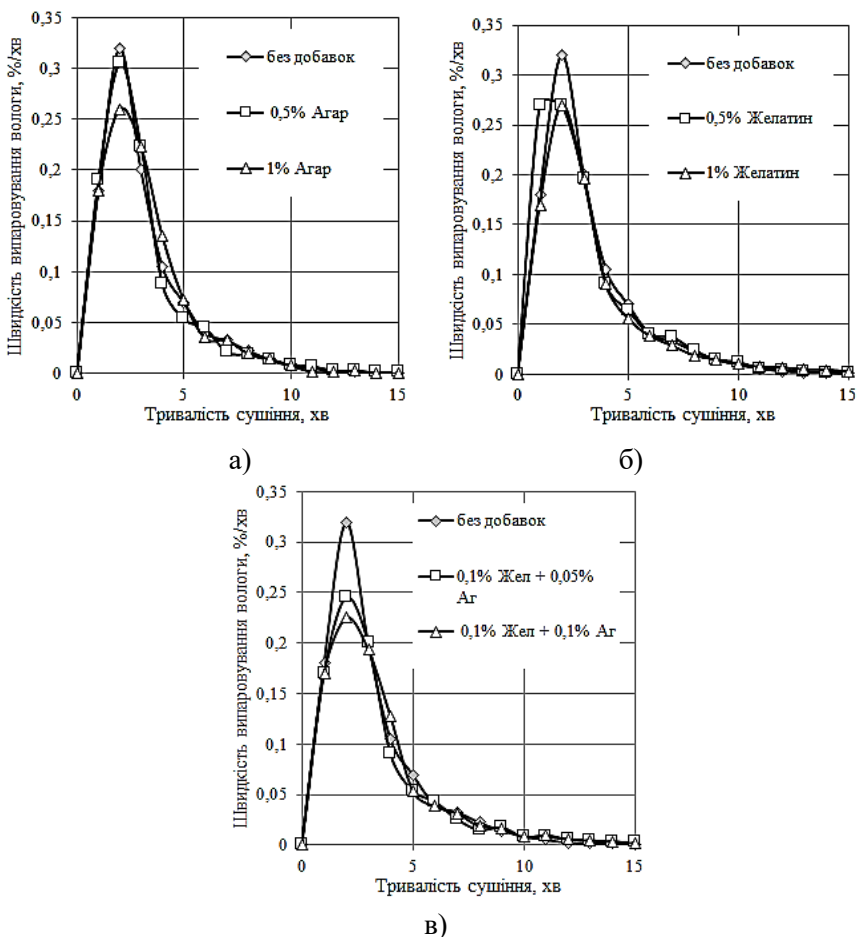 Швидкість випаровування вологи, %/хв
0,35
0,3
0,25
0,2
0,15
0,1
0,05
0
без добавок
0,5% Агар
1% Агар
0 5 10 15
Тривалість сушіння, хв
а)
Швидкість випаровування вологи, %/хв
0,35
0,3
0,25
0,2
0,15
0,1
0,05
0
без добавок
0,5% Желатин
1% Желатин
0 5 10 15
Тривалість сушіння, хв
б)
Швидкість випаровування вологи, %/хв
0,35
0,3
0,25
0,2
0,15
0,1
0,05
0
без добавок
0,1% Жел + 0,05%
Аг
0,1% Жел + 0,1% Аг
0 5 10 15
Тривалість сушіння, хв
в)